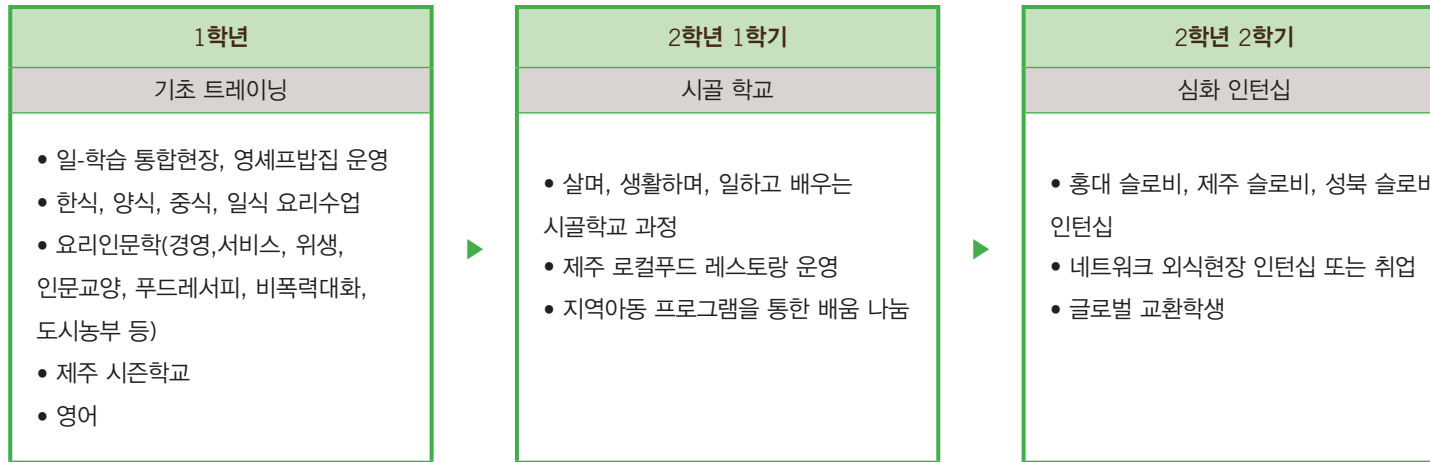 1학년
기초 트레이닝
• 일-학습 통합현장, 영셰프밥집 운영
• 한식, 양식, 중식, 일식 요리수업
• 요리인문학(경영,서비스, 위생,
인문교양, 푸드레서피, 비폭력대화,
도시농부 등)
• 제주 시즌학교
• 영어
2학년 1학기
시골 학교
• 살며, 생활하며, 일하고 배우는
시골학교 과정
• 제주 로컬푸드 레스토랑 운영
• 지역아동 프로그램을 통한 배움 나눔
2학년 2학기
심화 인턴십
• 홍대 슬로비, 제주 슬로비, 성북 슬로비
인턴십
• 네트워크 외식현장 인턴십 또는 취업
• 글로벌 교환학생